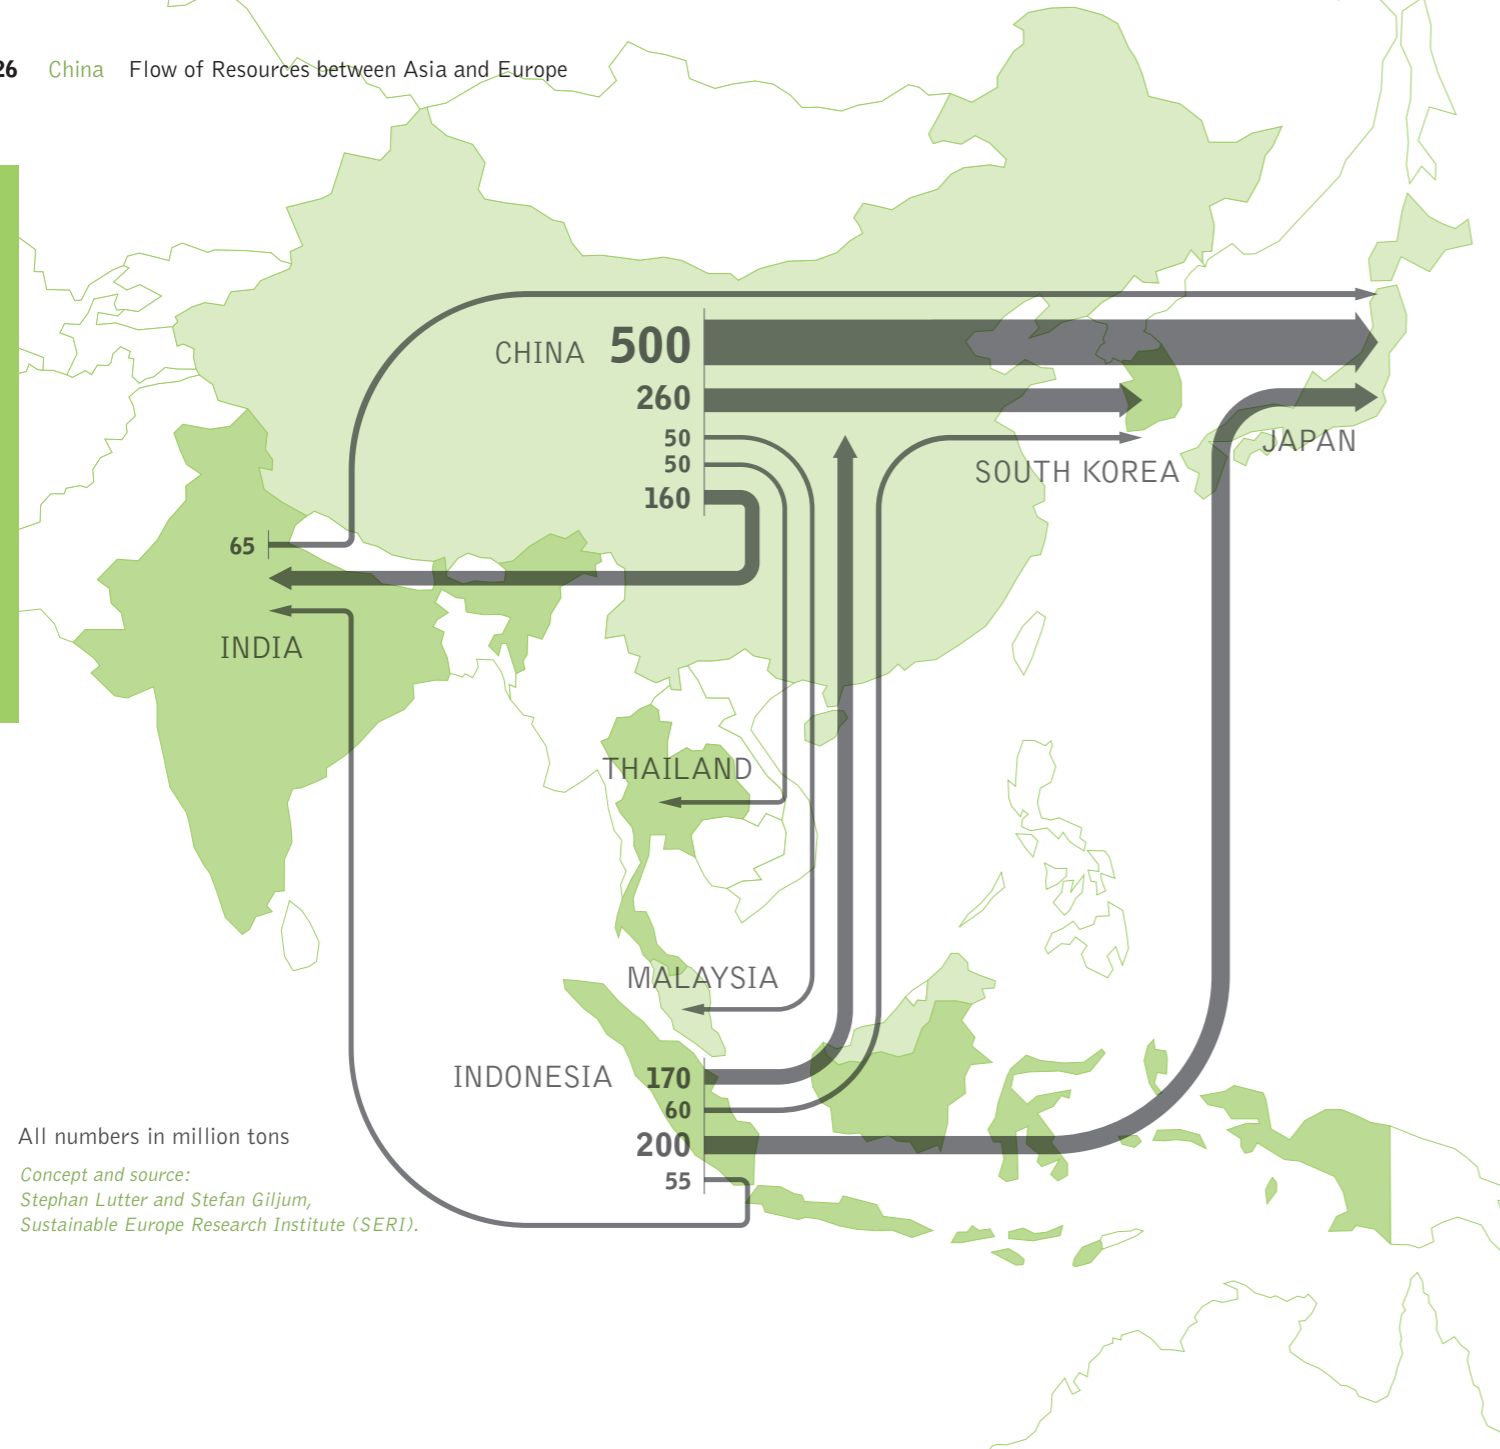 26 China Flow of Resources between Asia and Europe
CHINA 500
260
50
50
160
JAPAN
SOUTH KOREA
65
INDIA
THAILAND
MALAYSIA
INDONESIA 170
60
200
55
All numbers in million tons
Concept and source:
Stephan Lutter and Stefan Giljum,
Sustainable Europe Research Institute (SERI).